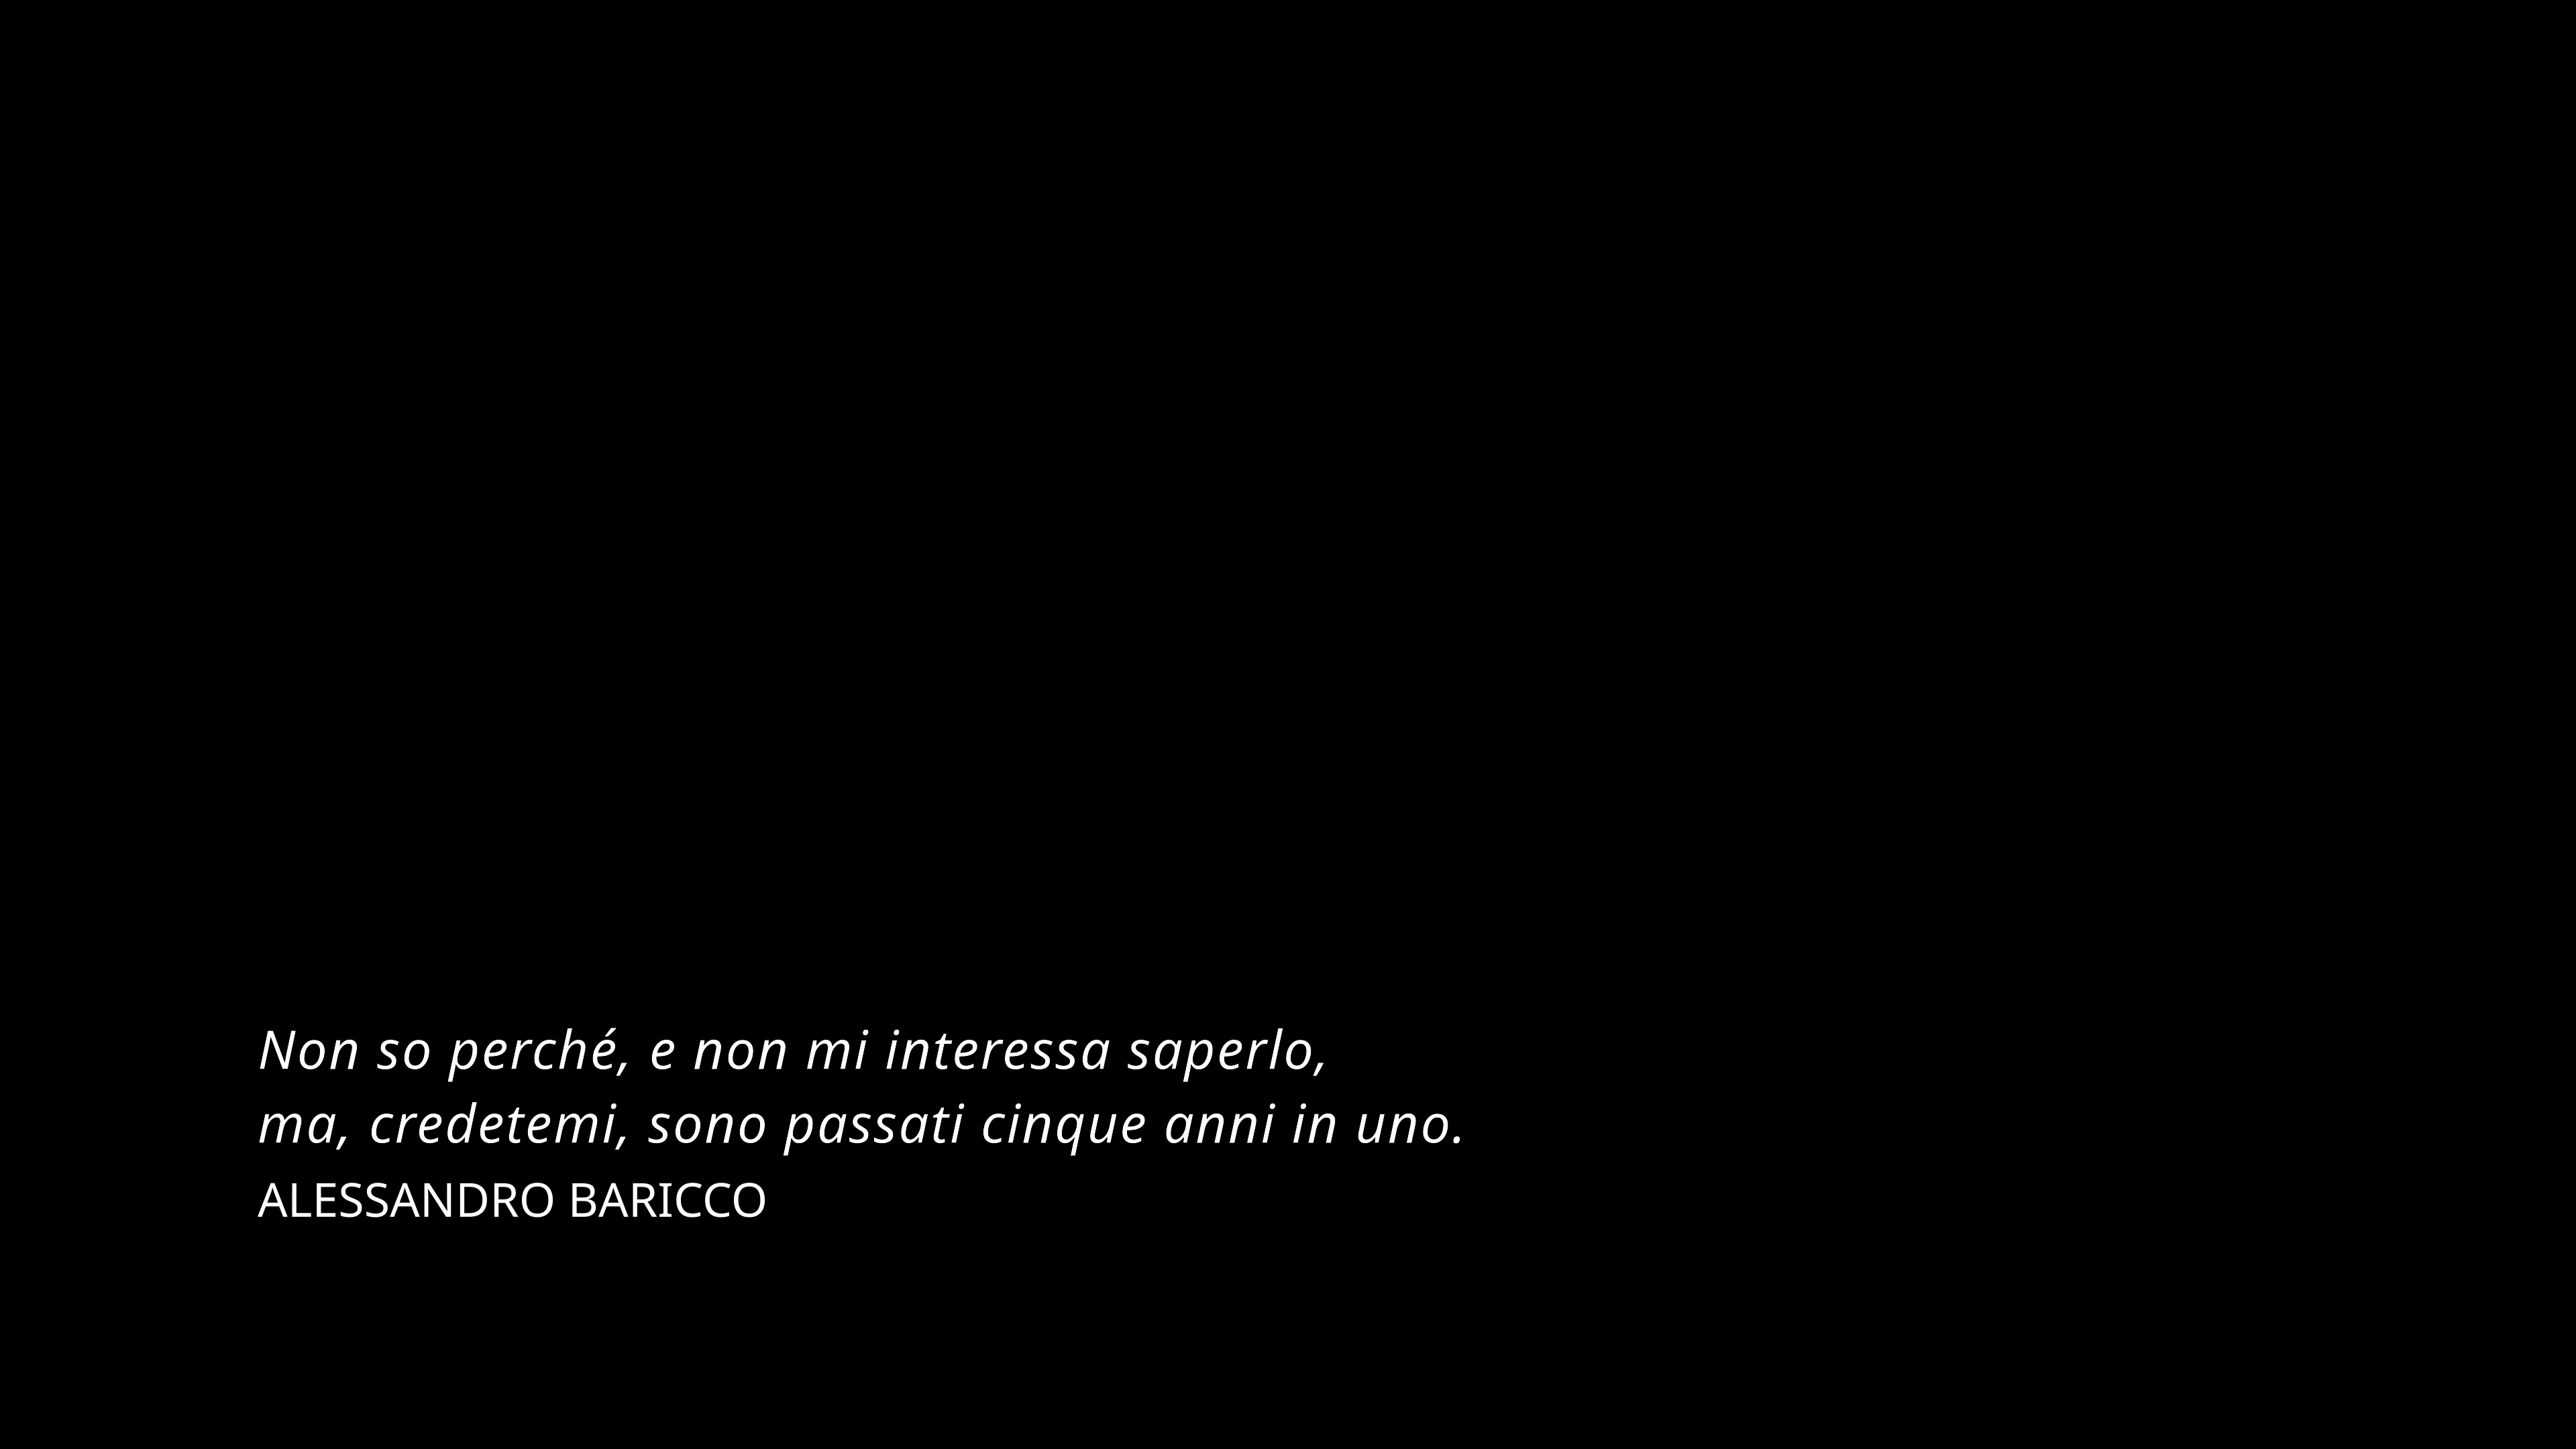 Non so perché, e non mi interessa saperlo,
ma, credetemi, sono passati cinque anni in uno.
ALESSANDRO BARICCO